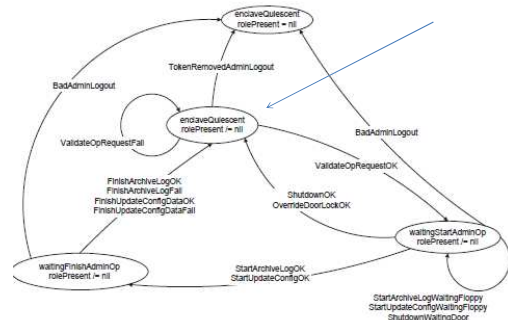 enclaveQuiescent
rolePresent = nil
TokenRemovedAdminLogout
BadAdminLogout
enclaveQuiescent
rolePresent /= nil
BadAdminLogout
ValidateOpRequestFail
ValidateOpRequestOK
FinishArchiveLogOK
FinishArchiveLogFail
FinishUpdateConfigDataOK
FinishUpdateConfigDataFail
ShutdownOK
OverrideDoorLockOK
waitingStartAdminOp
rolePresent /= nil
waitingFinishAdminOp
rolePresent /= nil
StartArchiveLogOK
StartUpdateConfigOK
StartArchiveLogWaitingFloppy
StartUpdateConfigWaitingFloppy
ShutdownWaitingDoor